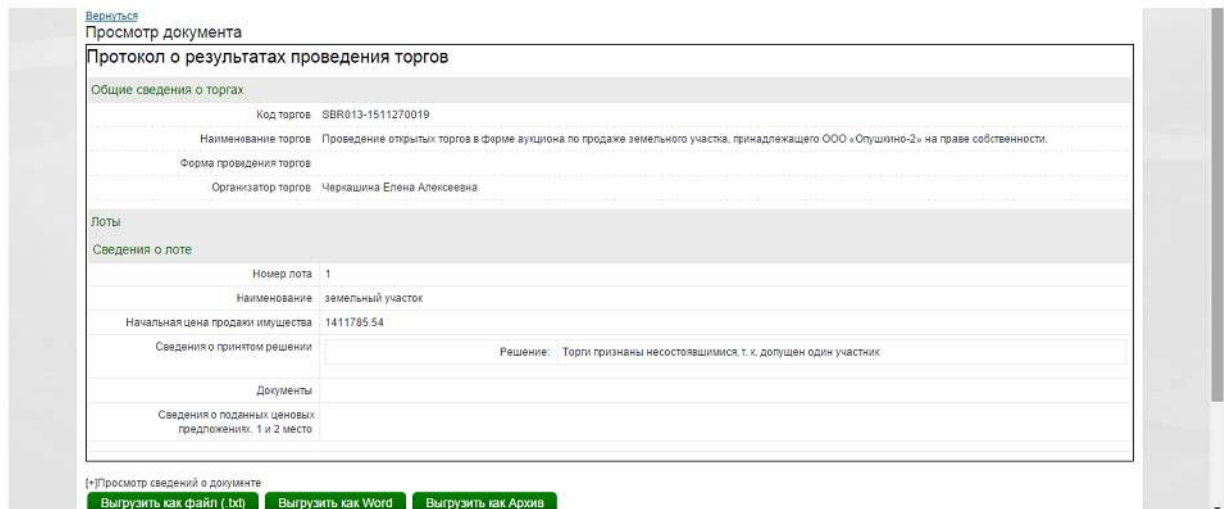 Вернуться
Просмотр документа
Протокол о результатах проведения торгов
Общие сведения о торгах
Код торгов SBR013-1511270019
Наименование торгов Проведение открытых торгов в форме аукциона по продаже земельного участка, принадлежащего ООО «Опушкино-2» на праве собственности.
Форма проведения торгов
Организатор торгов Черкашина Елена Алексеевна
Лоты
Сведения о лоте
Номер лота 1
Наименование земельный участок
Начальная цена продажи имущества 1411785.54
Сведения о принятом решении
Решение: Торги признаны несостоявшимися, т. к. допущен один участник
Документы
Сведения о поданных ценовых
предложениях. 1 и 2 место
[+]Просмотр сведений о документе
Выгрузить как файл (.txt) Выгрузить как Word Выгрузить как Архив